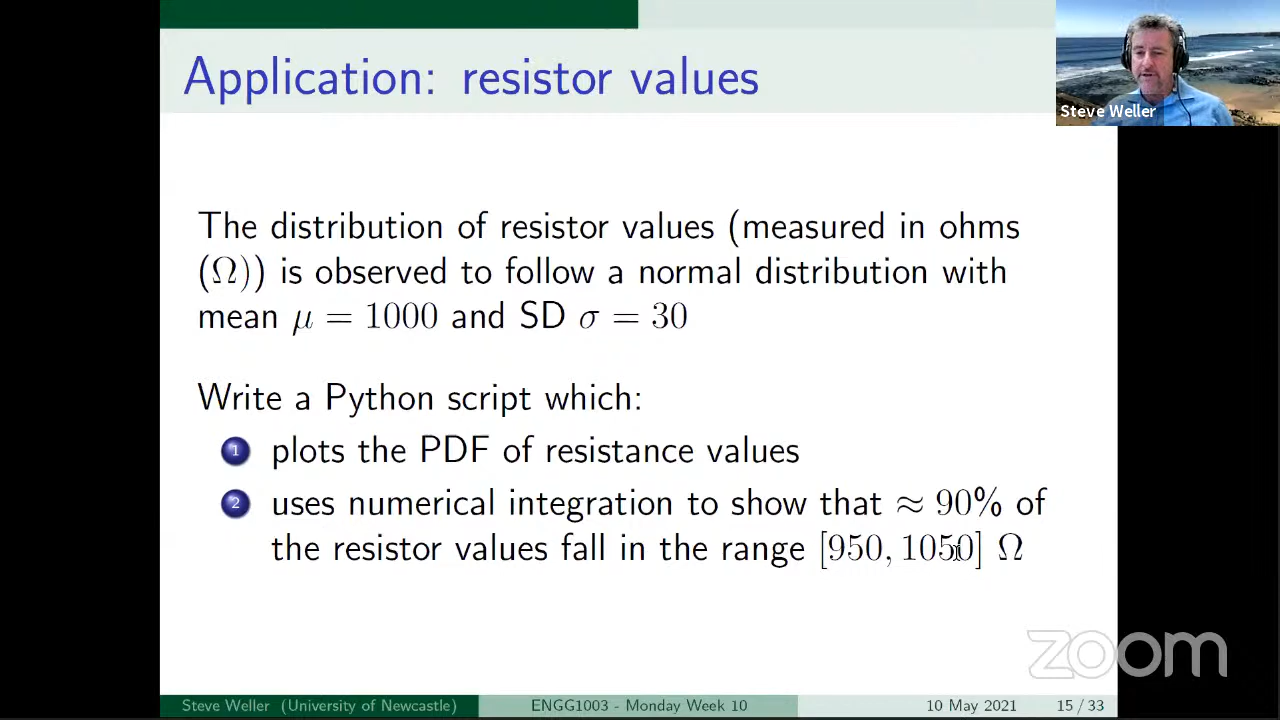 Application: resistor values
Steve Weller
The distribution of resistor values (measured in ohms
(Ω)) is observed to follow a normal distribution with
mean μ = 1000 and SD σ = 30
Write a Python script which:
1 plots the PDF of resistance values
2 uses numerical integration to show that ≈ 90% of
the resistor values fall in the range [950, 1050] Ω
zoom
Steve Weller (University of Newcastle) ENGG1003 - Monday Week 10 10 May 2021 15 / 33